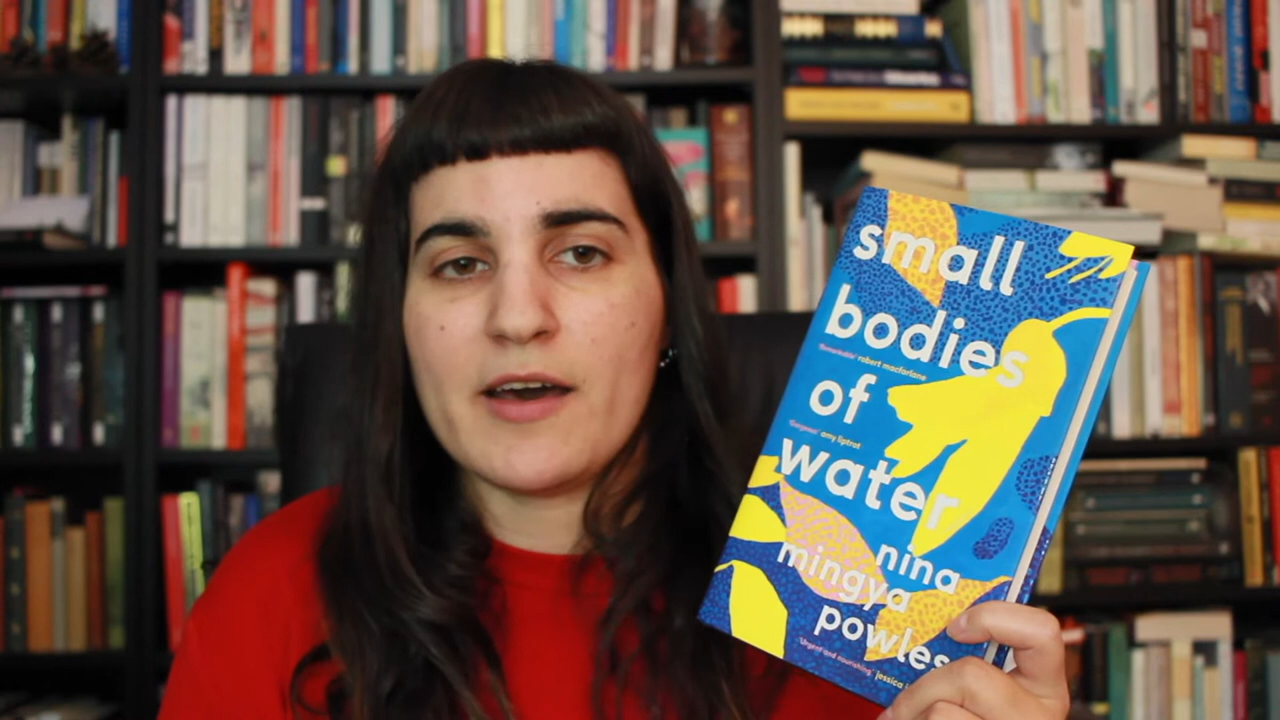 small
bodies
'Remarkable' robert macfarlane
of
'Gorgeous' amy liptrot
water
nina
mingya
powles
'Urgent and nourishing' jessica